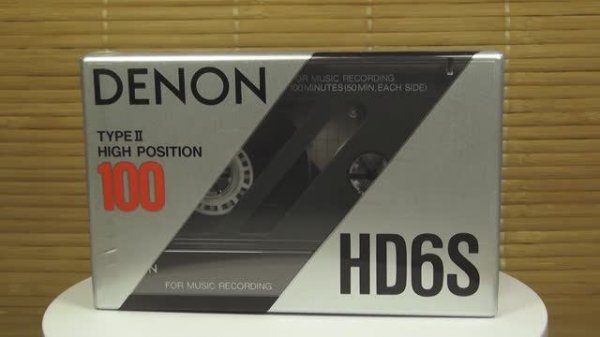 DENON
FOR MUSIC RECORDING
100 MINUTES (50 MIN, EACH SIDE)
TYPE II
HIGH POSITION
100
HD6S
FOR MUSIC RECORDING